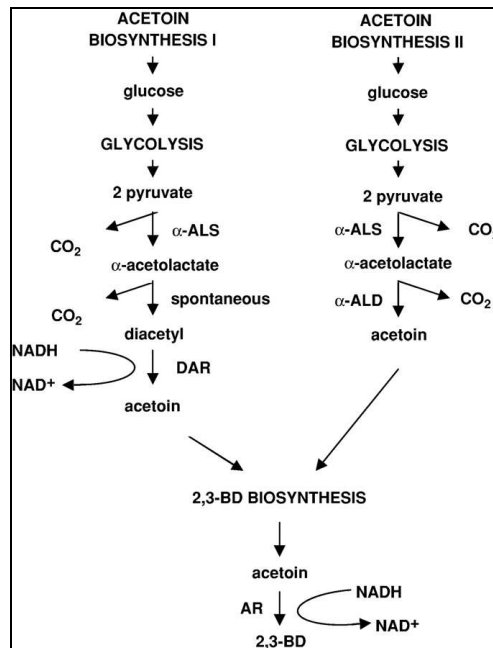 ACETOIN
BIOSYNTHESIS I
glucose
GLYCOLYSIS
2 pyruvate
α-ALS
CO2
α-acetolactate
spontaneous
CO2
diacetyl
NADH
DAR
NAD+
acetoin
ACETOIN
BIOSYNTHESIS II
glucose
GLYCOLYSIS
2 pyruvate
α-ALS
CO2
α-acetolactate
α-ALD
CO2
acetoin
2,3-BD BIOSYNTHESIS
acetoin
NADH
AR
NAD+
2,3-BD